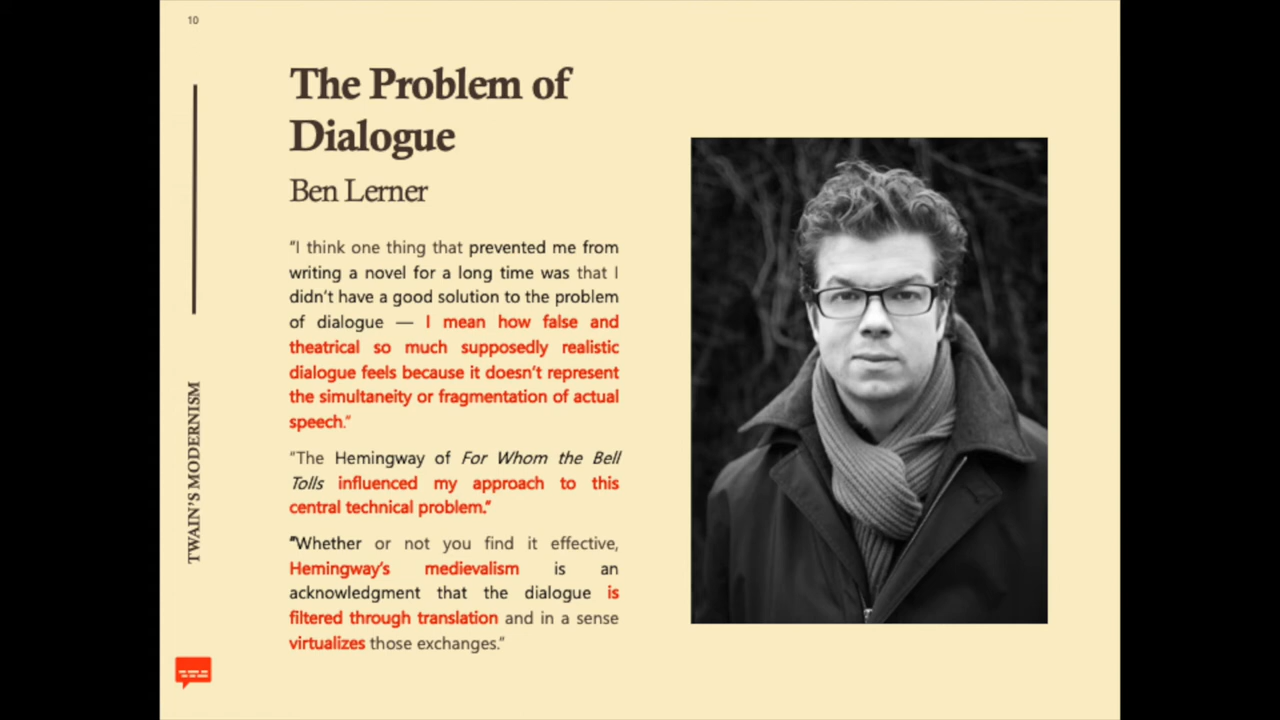 10
The Problem of
Dialogue
Ben Lerner
“I think one thing that prevented me from
writing a novel for a long time was that I
didn’t have a good solution to the problem
of dialogue — I mean how false and
theatrical so much supposedly realistic
dialogue feels because it doesn’t represent
the simultaneity or fragmentation of actual
speech.”
“The Hemingway of For Whom the Bell
Tolls influenced my approach to this
central technical problem.”
“Whether or not you find it effective,
Hemingway’s medievalism is an
acknowledgment that the dialogue is
filtered through translation and in a sense
virtualizes those exchanges.”
TWAIN’S MODERNISM